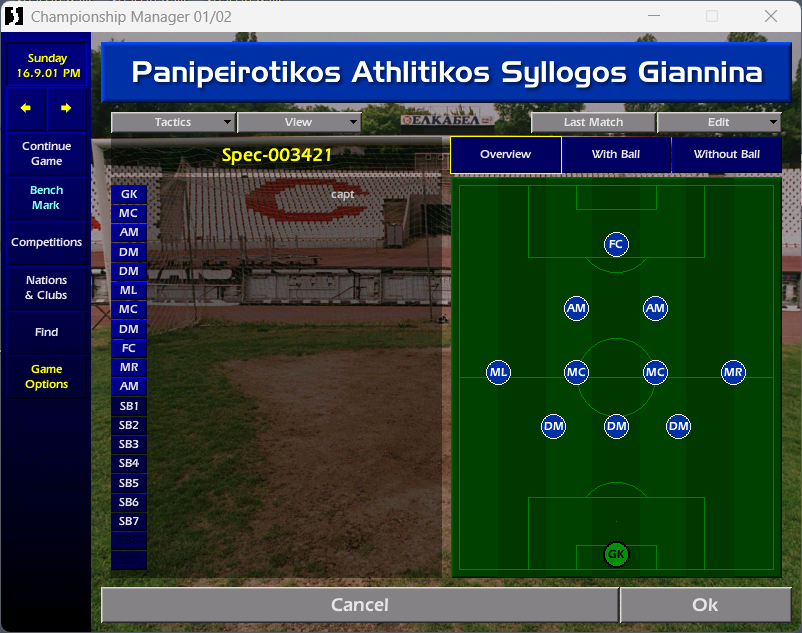 Championship Manager 01/02
Sunday
16.9.01 PM
Panipeirotikos Athlitikos Syllogos Giannina
Tactics
View
ΘΕΛΚΑΒΕΛ
Last Match
Edit
Continue
Game
Bench
Mark
Competitions
Nations
& Clubs
Find
Game
Options
Spec-003421
Overview
With Ball
Without Ball
GK
capt
MC
AM
DM
DM
ML
MC
DM
FC
MR
AM
SB1
SB2
SB3
SB4
SB5
SB6
SB7
FC
AM
AM
ML
MC
MC
MR
DM
DM
DM
GK
Cancel
Ok